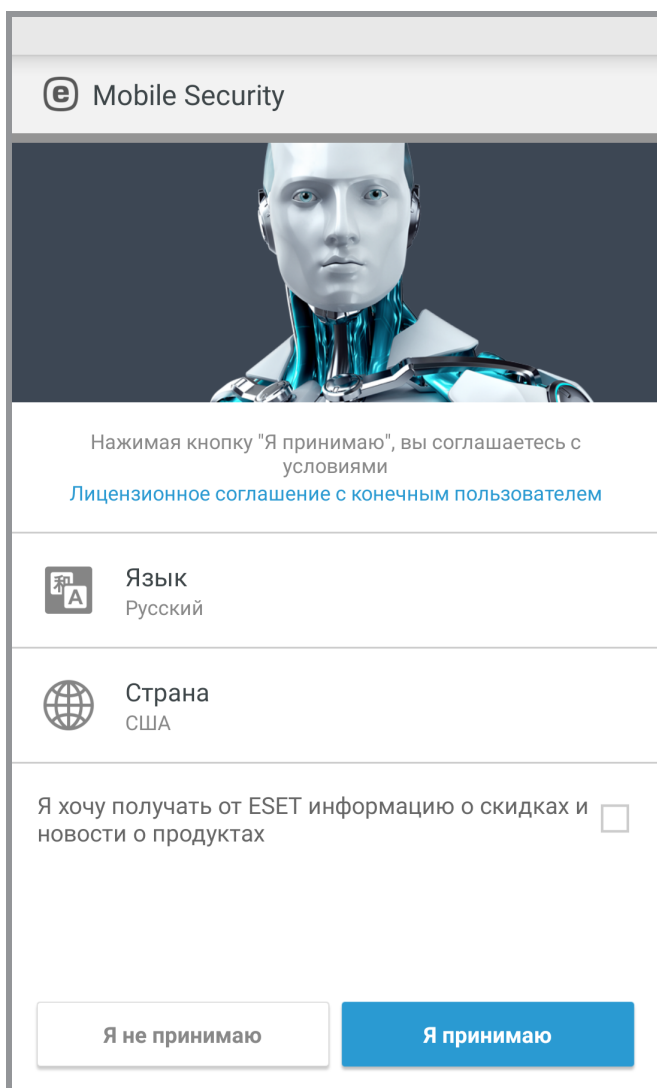 Mobile Security
Нажимая кнопку "Я принимаю", вы соглашаетесь с
условиями
Лицензионное соглашение с конечным пользователем
Язык
Русский
Страна
США
Я хочу получать от ESET информацию о скидках и
новости о продуктах
Я не принимаю
Я принимаю